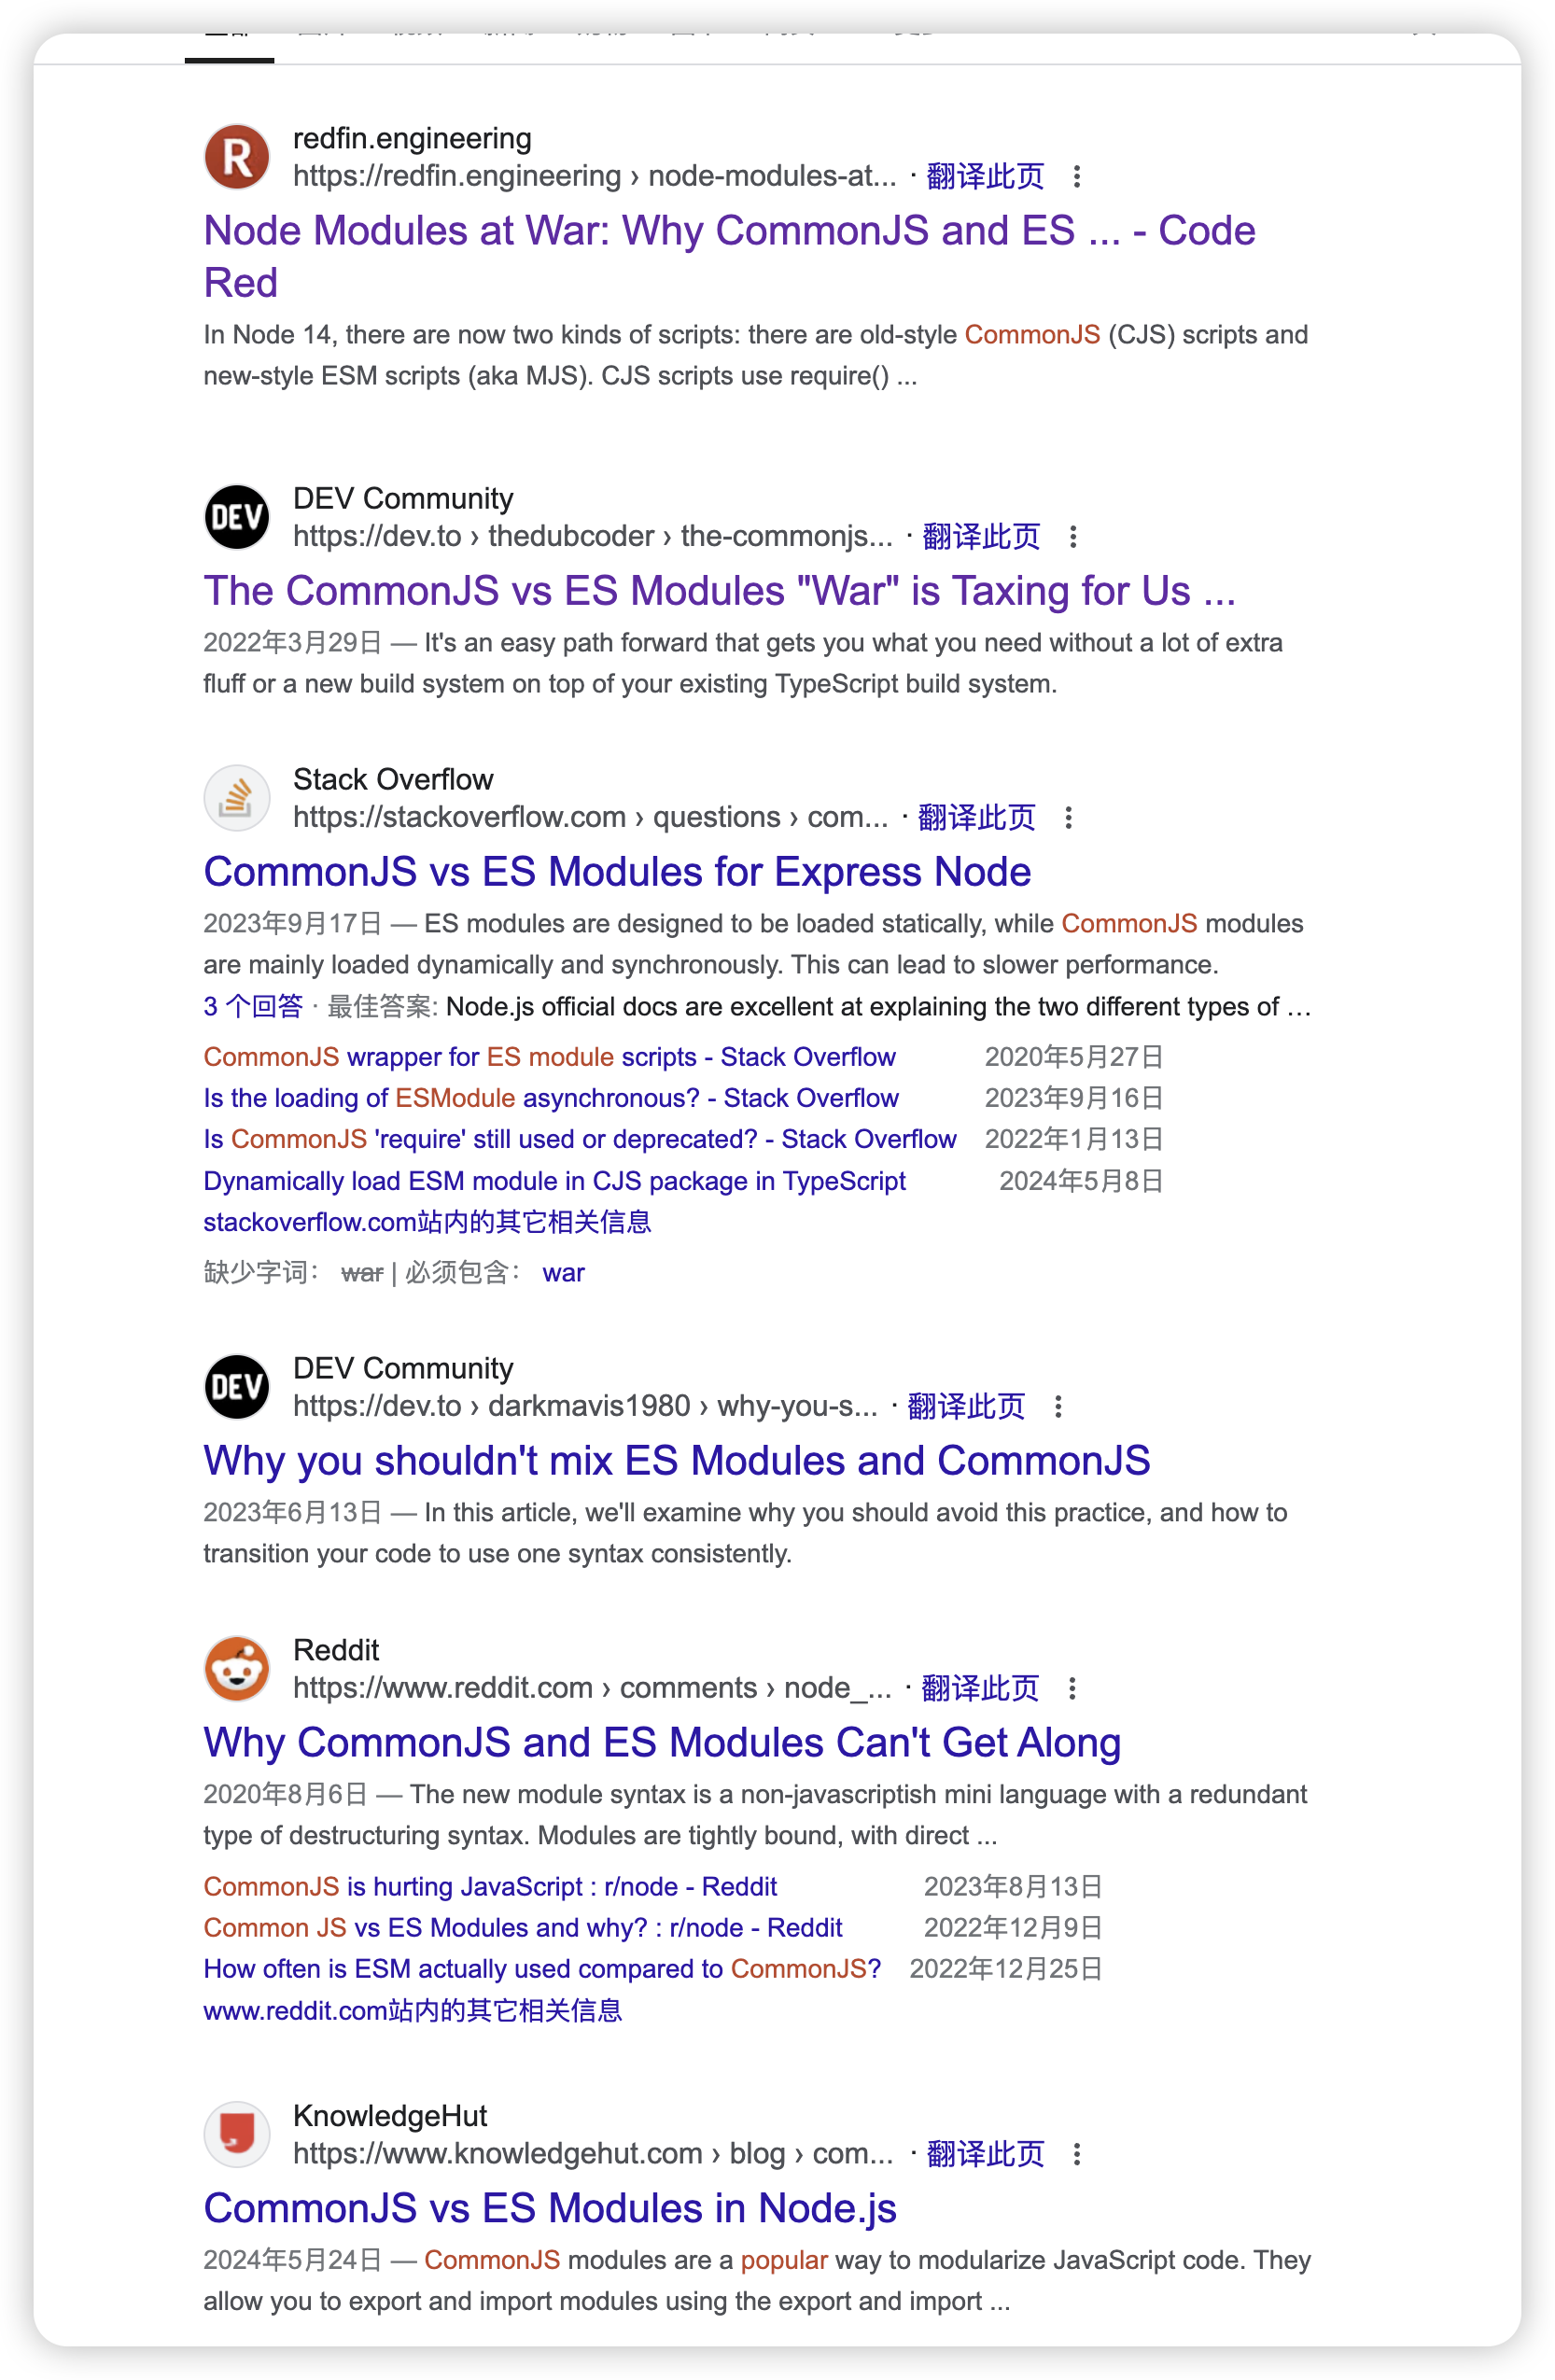 redfin.engineering
https://redfin.engineering › node-modules-at... · 翻译此页
Node Modules at War: Why CommonJS and ES ... - Code
Red
In Node 14, there are now two kinds of scripts: there are old-style CommonJS (CJS) scripts and
new-style ESM scripts (aka MJS). CJS scripts use require() ...
DEV Community
https://dev.to › thedubcoder › the-commonjs... · 翻译此页
The CommonJS vs ES Modules "War" is Taxing for Us ...
2022年3月29日 — It's an easy path forward that gets you what you need without a lot of extra
fluff or a new build system on top of your existing TypeScript build system.
Stack Overflow
https://stackoverflow.com › questions › com... · 翻译此页
CommonJS vs ES Modules for Express Node
2023年9月17日 — ES modules are designed to be loaded statically, while CommonJS modules
are mainly loaded dynamically and synchronously. This can lead to slower performance.
3 个回答 · 最佳答案: Node.js official docs are excellent at explaining the two different types of ...
CommonJS wrapper for ES module scripts - Stack Overflow 2020年5月27日
Is the loading of ESModule asynchronous? - Stack Overflow 2023年9月16日
Is CommonJS 'require' still used or deprecated? - Stack Overflow 2022年1月13日
Dynamically load ESM module in CJS package in TypeScript 2024年5月8日
stackoverflow.com站内的其它相关信息
缺少字词： war | 必须包含： war
DEV Community
https://dev.to › darkmavis1980 › why-you-s... · 翻译此页
Why you shouldn't mix ES Modules and CommonJS
2023年6月13日 — In this article, we'll examine why you should avoid this practice, and how to
transition your code to use one syntax consistently.
Reddit
https://www.reddit.com › comments › node_... · 翻译此页
Why CommonJS and ES Modules Can't Get Along
2020年8月6日 — The new module syntax is a non-javascriptish mini language with a redundant
type of destructuring syntax. Modules are tightly bound, with direct ...
CommonJS is hurting JavaScript : r/node - Reddit 2023年8月13日
Common JS vs ES Modules and why? : r/node - Reddit 2022年12月9日
How often is ESM actually used compared to CommonJS? 2022年12月25日
www.reddit.com站内的其它相关信息
KnowledgeHut
https://www.knowledgehut.com › blog › com... · 翻译此页
CommonJS vs ES Modules in Node.js
2024年5月24日 — CommonJS modules are a popular way to modularize JavaScript code. They
allow you to export and import modules using the export and import ...